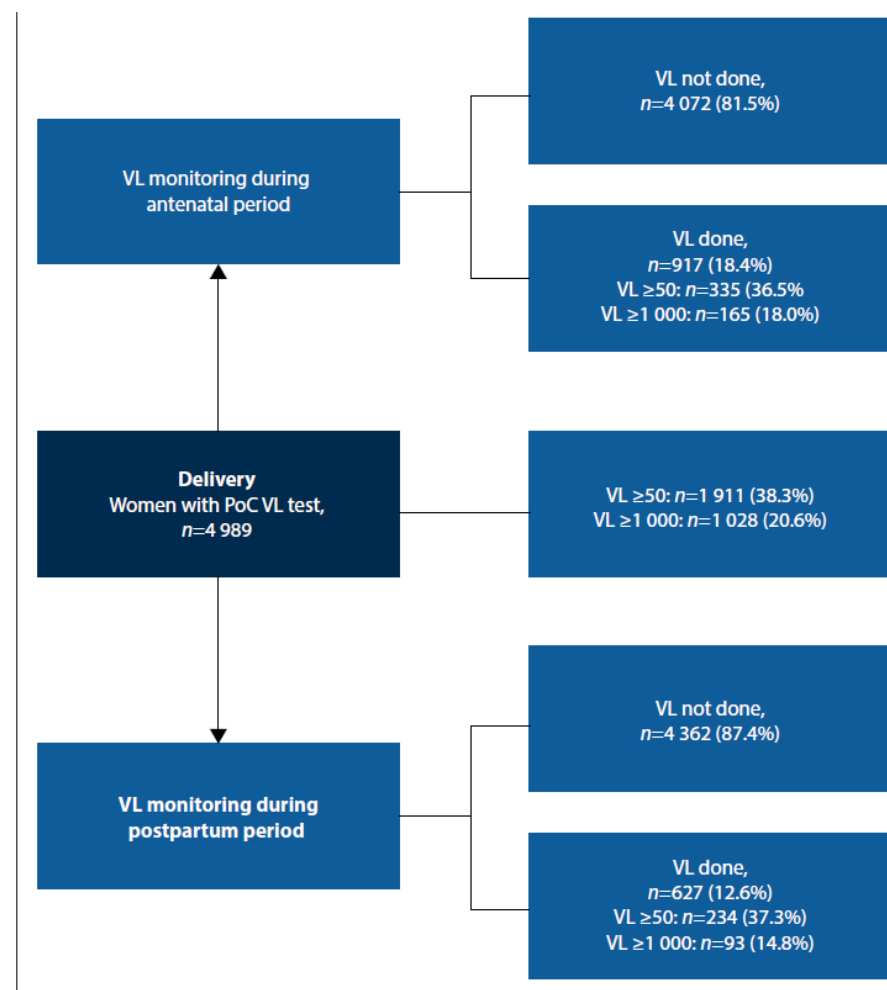 VL not done,
n=4 072 (81.5%)
VL monitoring during
antenatal period
VL done,
n=917 (18.4%)
VL ≥50: n=335 (36.5%
VL ≥1 000: n=165 (18.0%)
Delivery
Women with PoC VL test,
n=4 989
VL ≥50: n=1 911 (38.3%)
VL ≥1 000: n=1 028 (20.6%)
VL not done,
n=4 362 (87.4%)
VL monitoring during
postpartum period
VL done,
n=627 (12.6%)
VL ≥50: n=234 (37.3%)
VL ≥1 000: n=93 (14.8%)